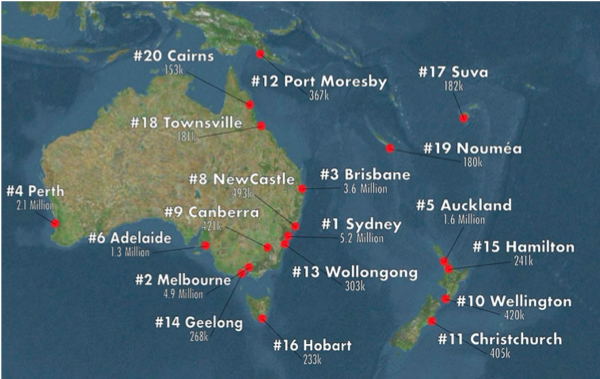 #20 Cairns
153k
#12 Port Moresby
367k
#17 Suva
182k
#18 Townsville
181k
#19 Nouméa
180k
#8 NewCastle
493k
#3 Brisbane
3.6 Million
#4 Perth
2.1 Million
#9 Canberra
421k
#5 Auckland
1.6 Million
#1 Sydney
5.2 Million
#6 Adelaide
1.3 Million
#15 Hamilton
241k
#13 Wollongong
303k
#2 Melbourne
4.9 Million
#10 Wellington
420k
#14 Geelong
268k
#11 Christchurch
405k
#16 Hobart
233k